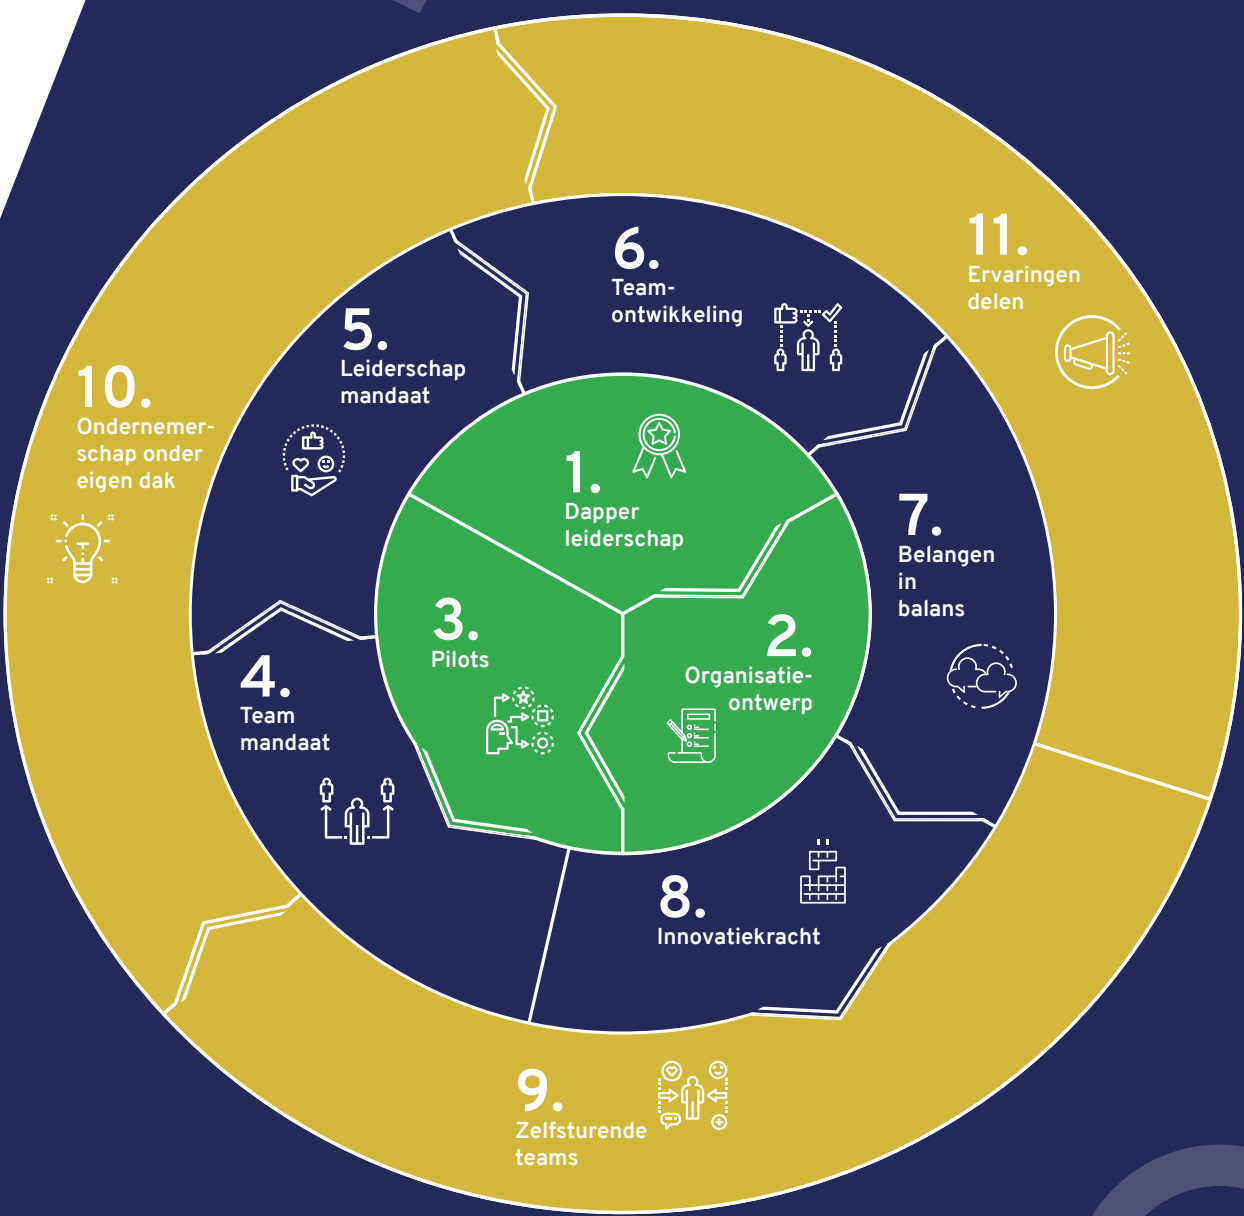 1.
Dapper
leiderschap
2.
Organisatie-
ontwerp
3.
Pilots
4.
Team
mandaat
5.
Leiderschap
mandaat
6.
Team-
ontwikkeling
7.
Belangen
in
balans
8.
Innovatiekracht
9.
Zelfsturende
teams
10.
Ondernemer-
schap onder
eigen dak
11.
Ervaringen
delen